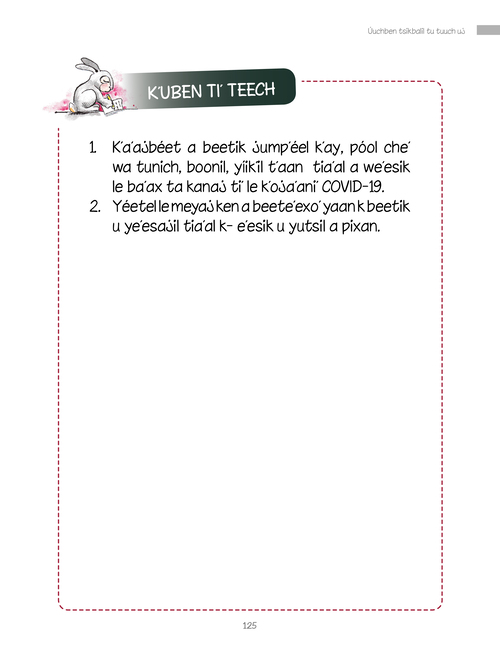 Úuchben tsikbalil tu tuuch uj
K´UBEN TI´ TEECH
1. K´a´ajbéet a beetik jump´éel k´ay, póol che´
wa tunich, boonil, yiikil t´aan tia´al a we´esik
le ba´ax ta kanaj ti´ le k´oja´ani´ COVID-19.
2. Yéetel le meyaj ken a beete´exo´ yaan k beetik
u ye´esajil tia´al k- e´esik u yutsil a pixan.
125